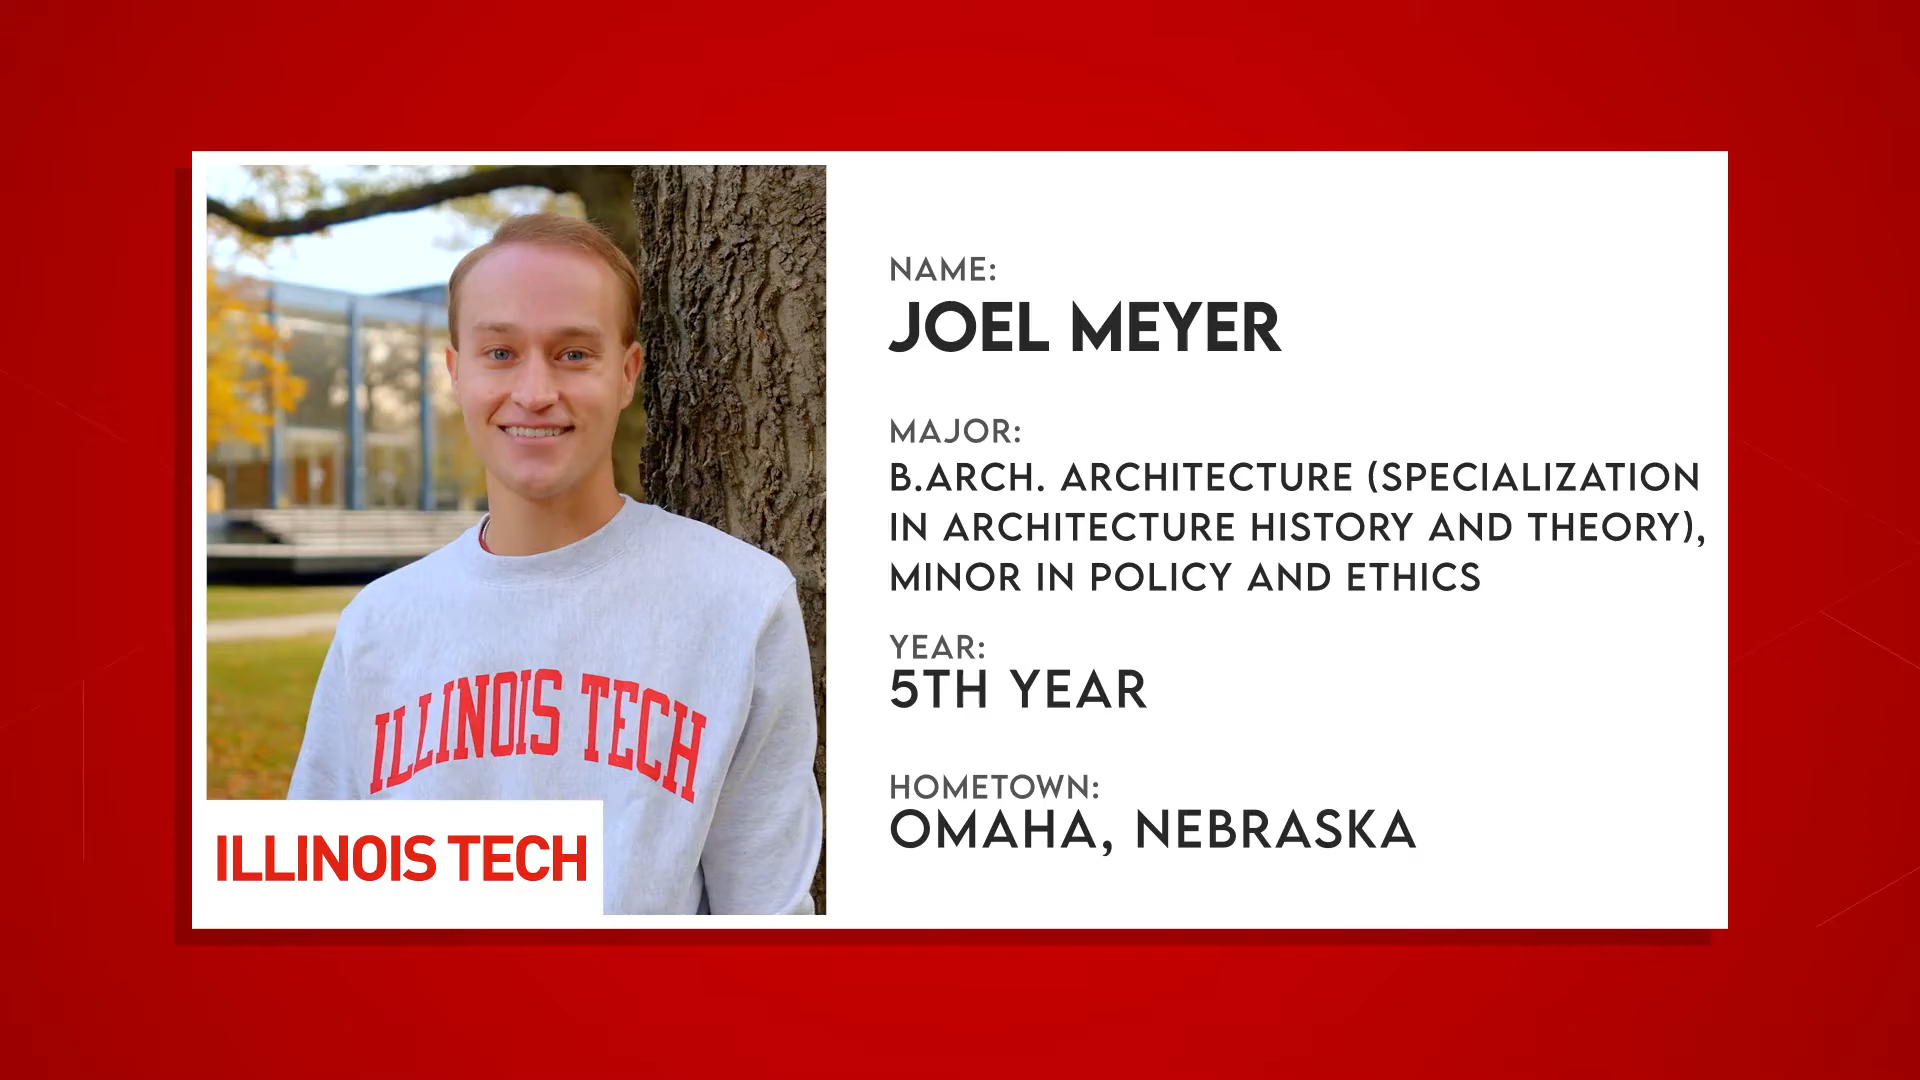 NAME:
JOEL MEYER
MAJOR:
B.ARCH. ARCHITECTURE (SPECIALIZATION
IN ARCHITECTURE HISTORY AND THEORY),
MINOR IN POLICY AND ETHICS
YEAR:
5TH YEAR
HOMETOWN:
OMAHA, NEBRASKA
ILLINOIS TECH
ILLINOIS TECH